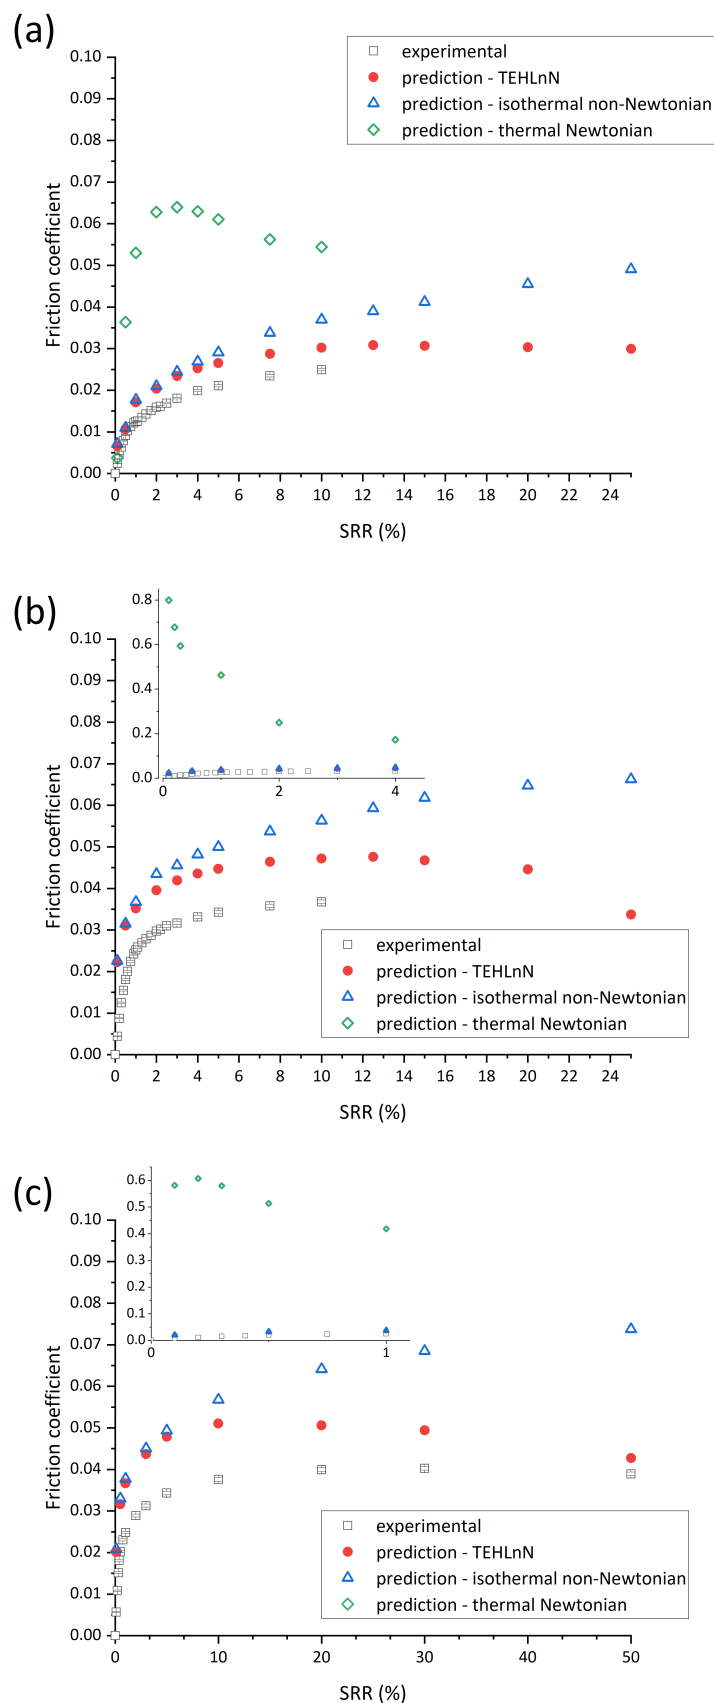 (a)
experimental
prediction - TEHLnN
prediction - isothermal non-Newtonian
prediction - thermal Newtonian
0.10
0.09
0.08
0.07
0.06
0.05
0.04
0.03
0.02
0.01
0.00
Friction coefficient
0 2 4 6 8 10 12 14 16 18 20 22 24
SRR (%)
(b)
0.8
0.6
0.4
0.2
0.0
0 2 4
0.10
0.09
0.08
0.07
0.06
0.05
0.04
0.03
0.02
0.01
0.00
Friction coefficient
experimental
prediction - TEHLnN
prediction - isothermal non-Newtonian
prediction - thermal Newtonian
0 2 4 6 8 10 12 14 16 18 20 22 24
SRR (%)
(c)
0.6
0.5
0.4
0.3
0.2
0.1
0.0
0 1
0.10
0.09
0.08
0.07
0.06
0.05
0.04
0.03
0.02
0.01
0.00
Friction coefficient
experimental
prediction - TEHLnN
prediction - isothermal non-Newtonian
prediction - thermal Newtonian
0 10 20 30 40 50
SRR (%)